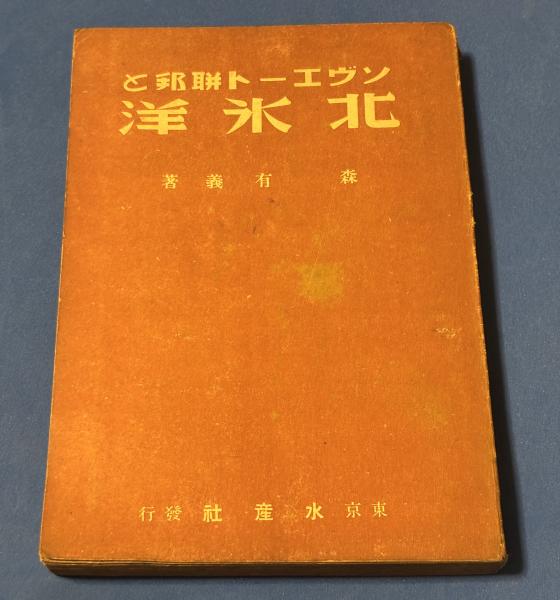 ソヴエート聯邦と
北氷洋
森有義著
東京水産社發行